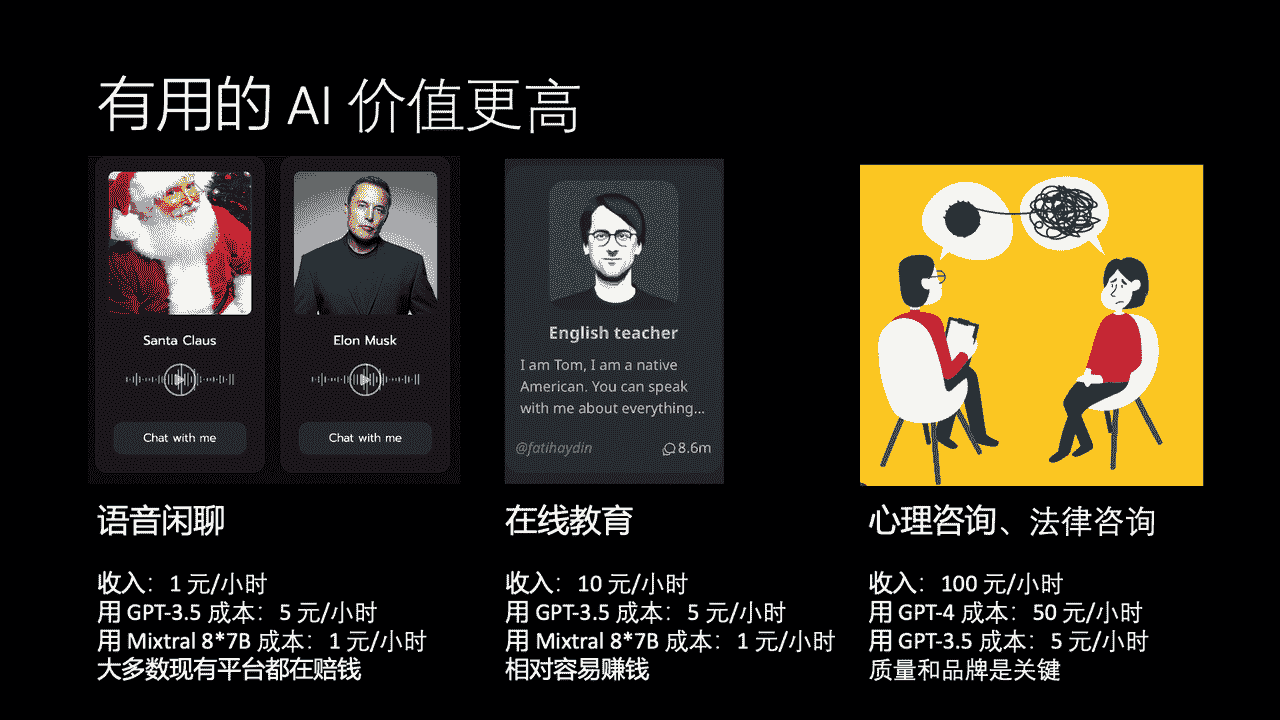 有用的 AI 价值更高
Santa Claus
Chat with me
Elon Musk
Chat with me
English teacher
I am Tom, I am a native
American. You can speak
with me about everything...
@fatihaydin
8.6m
语音闲聊
收入：1 元/小时
用 GPT-3.5 成本：5 元/小时
用 Mixtral 8*7B 成本：1 元/小时
大多数现有平台都在赔钱
在线教育
收入：10 元/小时
用 GPT-3.5 成本：5 元/小时
用 Mixtral 8*7B 成本：1 元/小时
相对容易赚钱
心理咨询、法律咨询
收入：100 元/小时
用 GPT-4 成本：50 元/小时
用 GPT-3.5 成本：5 元/小时
质量和品牌是关键